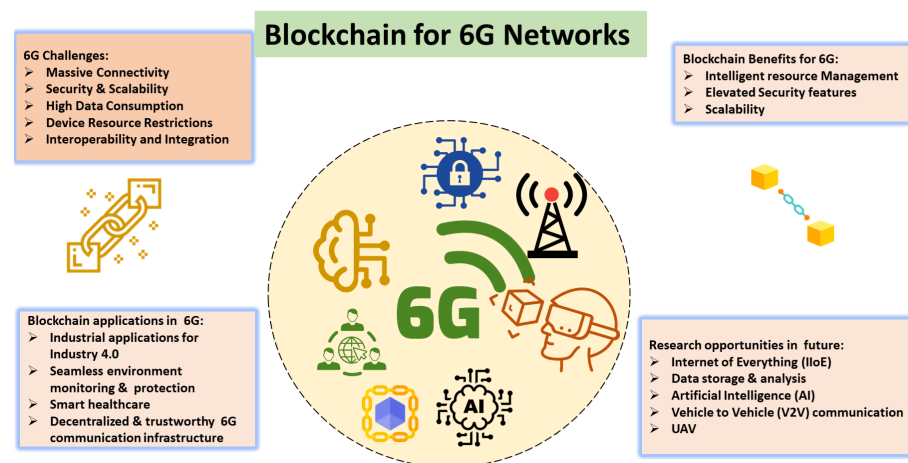 Blockchain for 6G Networks
6G Challenges:
➢ Massive Connectivity
➢ Security & Scalability
➢ High Data Consumption
➢ Device Resource Restrictions
➢ Interoperability and Integration
Blockchain Benefits for 6G:
➢ Intelligent resource Management
➢ Elevated Security features
➢ Scalability
6G
AI
Blockchain applications in 6G:
➢ Industrial applications for
Industry 4.0
➢ Seamless environment
monitoring & protection
➢ Smart healthcare
➢ Decentralized & trustworthy 6G
communication infrastructure
Research opportunities in future:
➢ Internet of Everything (IIoE)
➢ Data storage & analysis
➢ Artificial Intelligence (AI)
➢ Vehicle to Vehicle (V2V) communication
➢ UAV